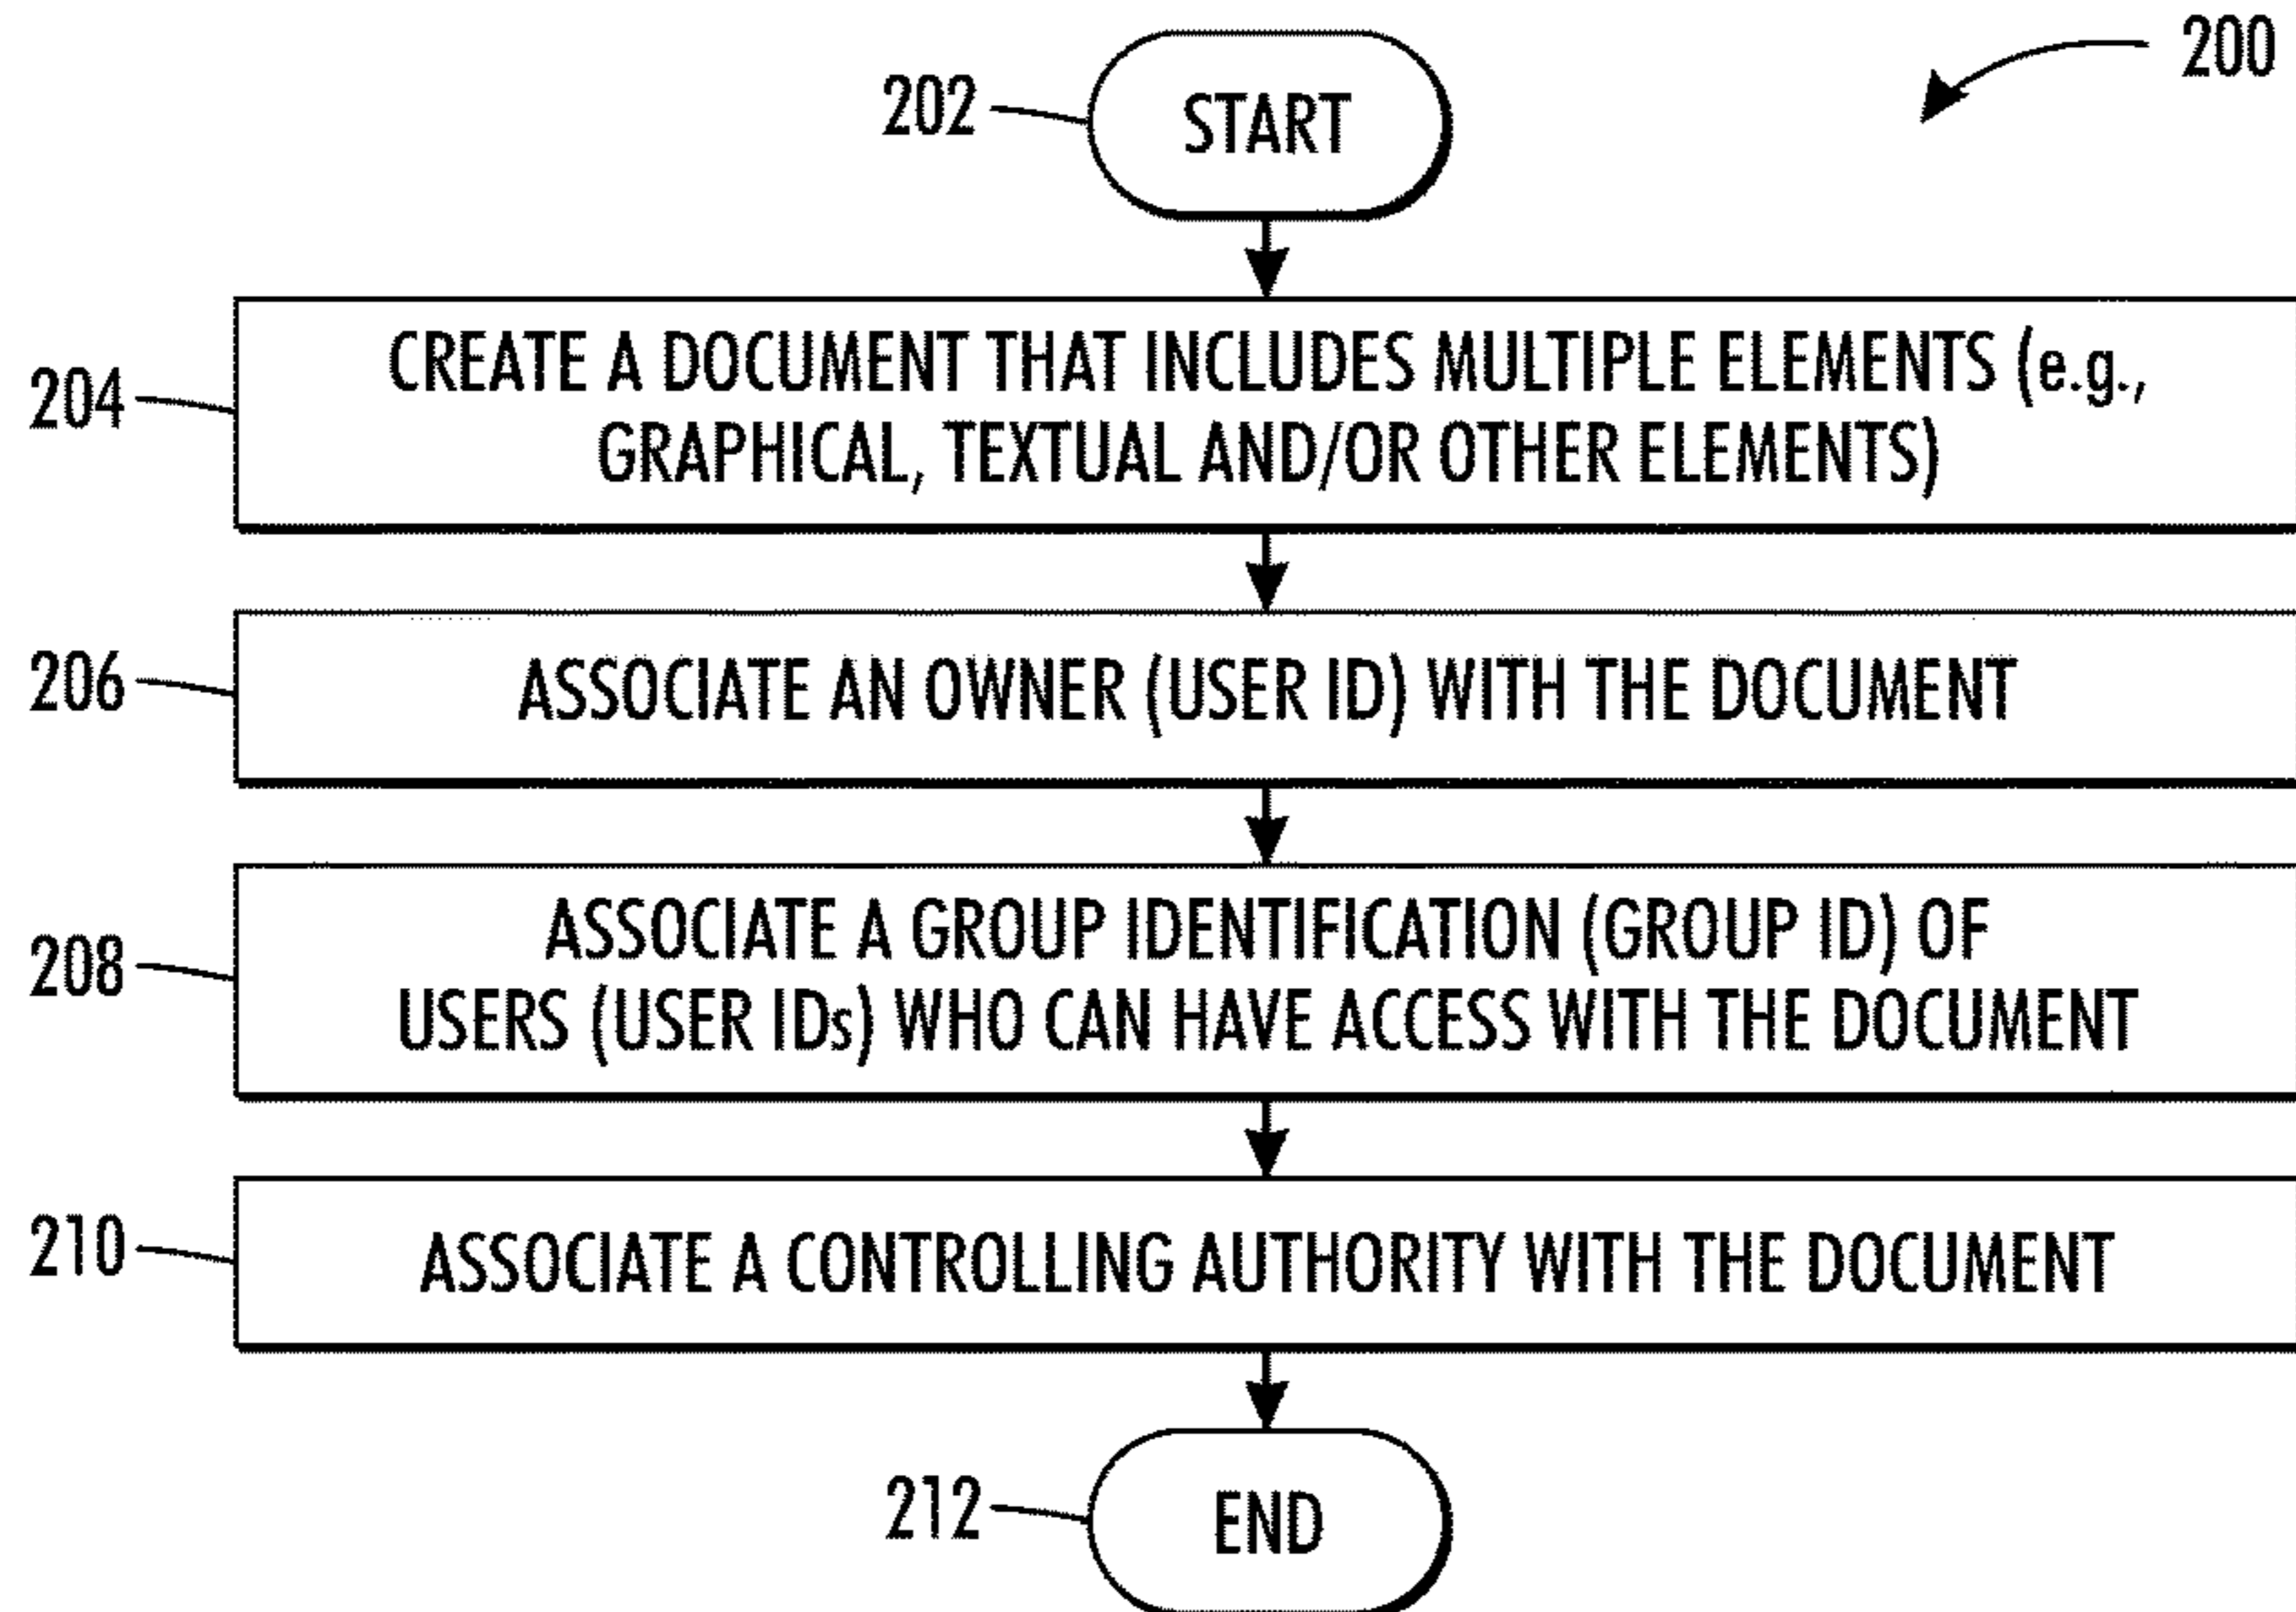 200
202
START
204
CREATE A DOCUMENT THAT INCLUDES MULTIPLE ELEMENTS (e.g.,
GRAPHICAL, TEXTUAL AND/OR OTHER ELEMENTS)
206
ASSOCIATE AN OWNER (USER ID) WITH THE DOCUMENT
208
ASSOCIATE A GROUP IDENTIFICATION (GROUP ID) OF
USERS (USER IDs) WHO CAN HAVE ACCESS WITH THE DOCUMENT
210
ASSOCIATE A CONTROLLING AUTHORITY WITH THE DOCUMENT
212
END